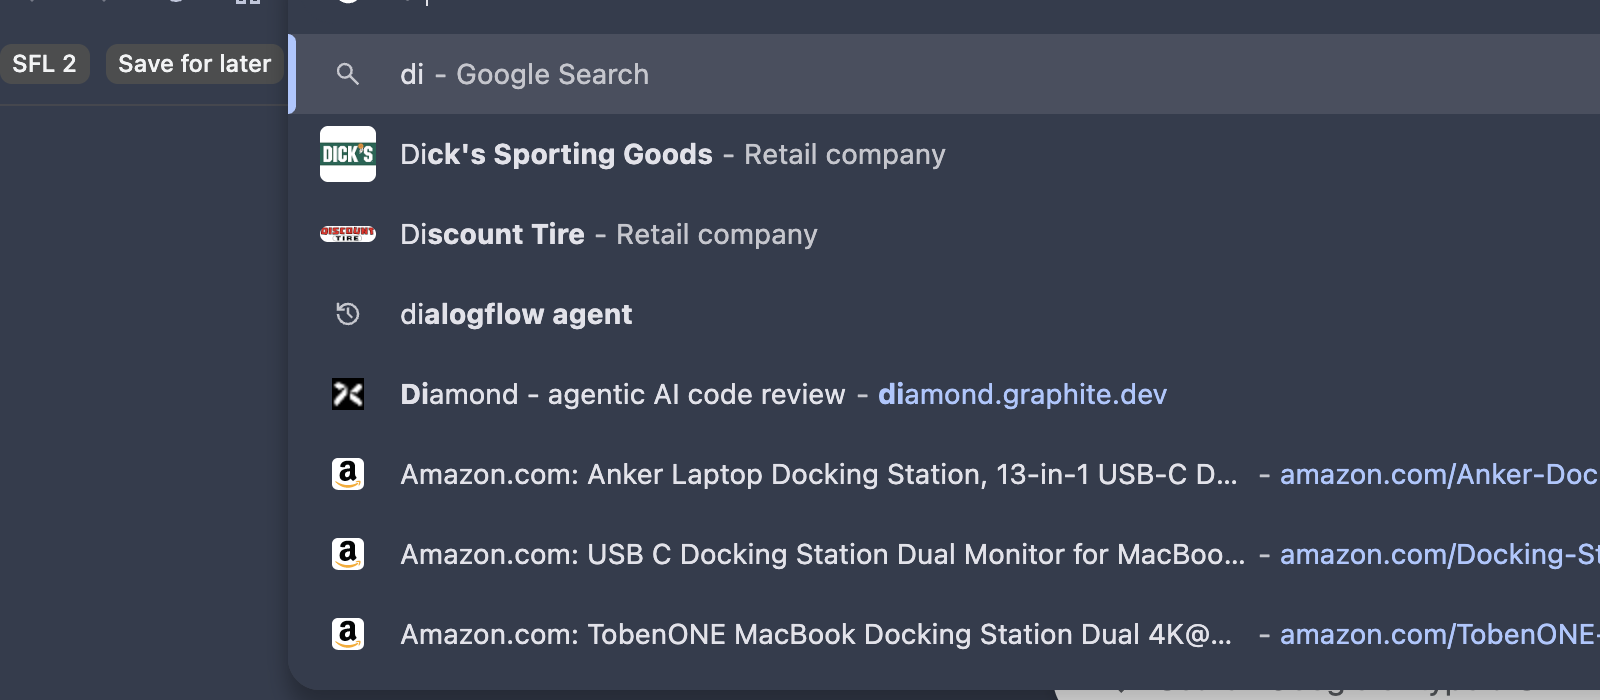 SFL 2
Save for later
di - Google Search
DICK'S
Dick's Sporting Goods - Retail company
DISCOUNT
TIRE
Discount Tire - Retail company
dialogflow agent
Diamond - agentic AI code review - diamond.graphite.dev
Amazon.com: Anker Laptop Docking Station, 13-in-1 USB-C D... - amazon.com/Anker-Doc
Amazon.com: USB C Docking Station Dual Monitor for MacBoo... - amazon.com/Docking-St
Amazon.com: TobenONE MacBook Docking Station Dual 4K@... - amazon.com/TobenONE-